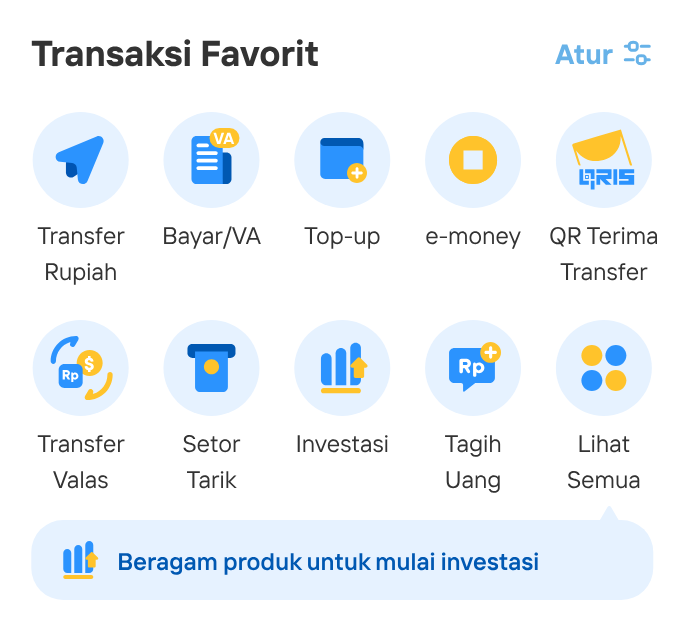 Transaksi Favorit
Atur
VA
QRIS
Transfer Rupiah
Bayar/VA
Top-up
e-money
QR Terima Transfer
$
Rp
Rp
Transfer Valas
Setor Tarik
Investasi
Tagih Uang
Lihat Semua
Beragam produk untuk mulai investasi